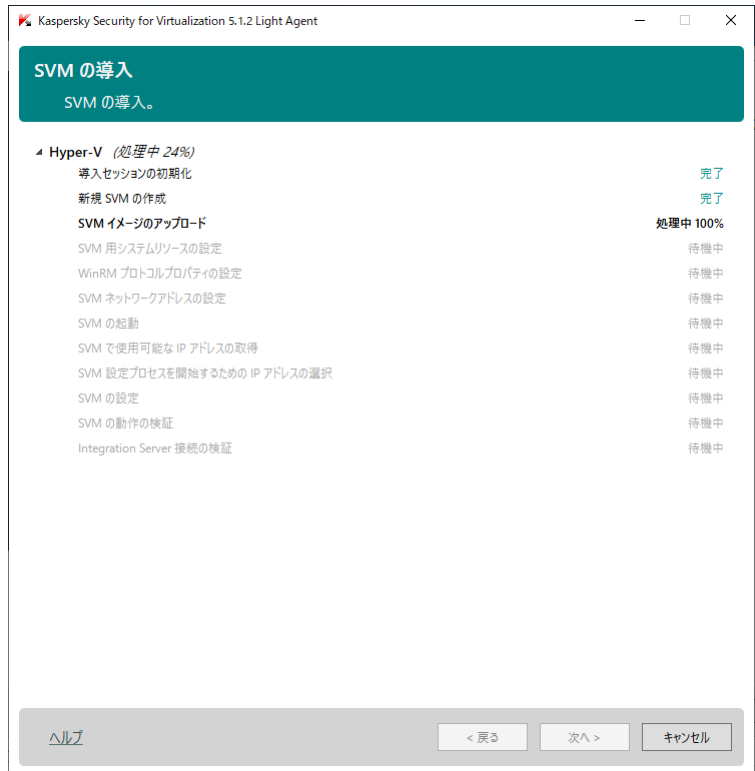 Kaspersky Security for Virtualization 5.1.2 Light Agent
SVM の導入
SVM の導入。
Hyper-V (処理中 24%)
導入セッションの初期化 完了
新規 SVM の作成 完了
SVM イメージのアップロード 処理中 100%
SVM 用システムリソースの設定 待機中
WinRM プロトコルプロパティの設定 待機中
SVM ネットワークアドレスの設定 待機中
SVM の起動 待機中
SVM で使用可能な IP アドレスの取得 待機中
SVM 設定プロセスを開始するための IP アドレスの選択 待機中
SVM の設定 待機中
SVM の動作の検証 待機中
Integration Server 接続の検証 待機中
ヘルプ < 戻る 次へ > キャンセル